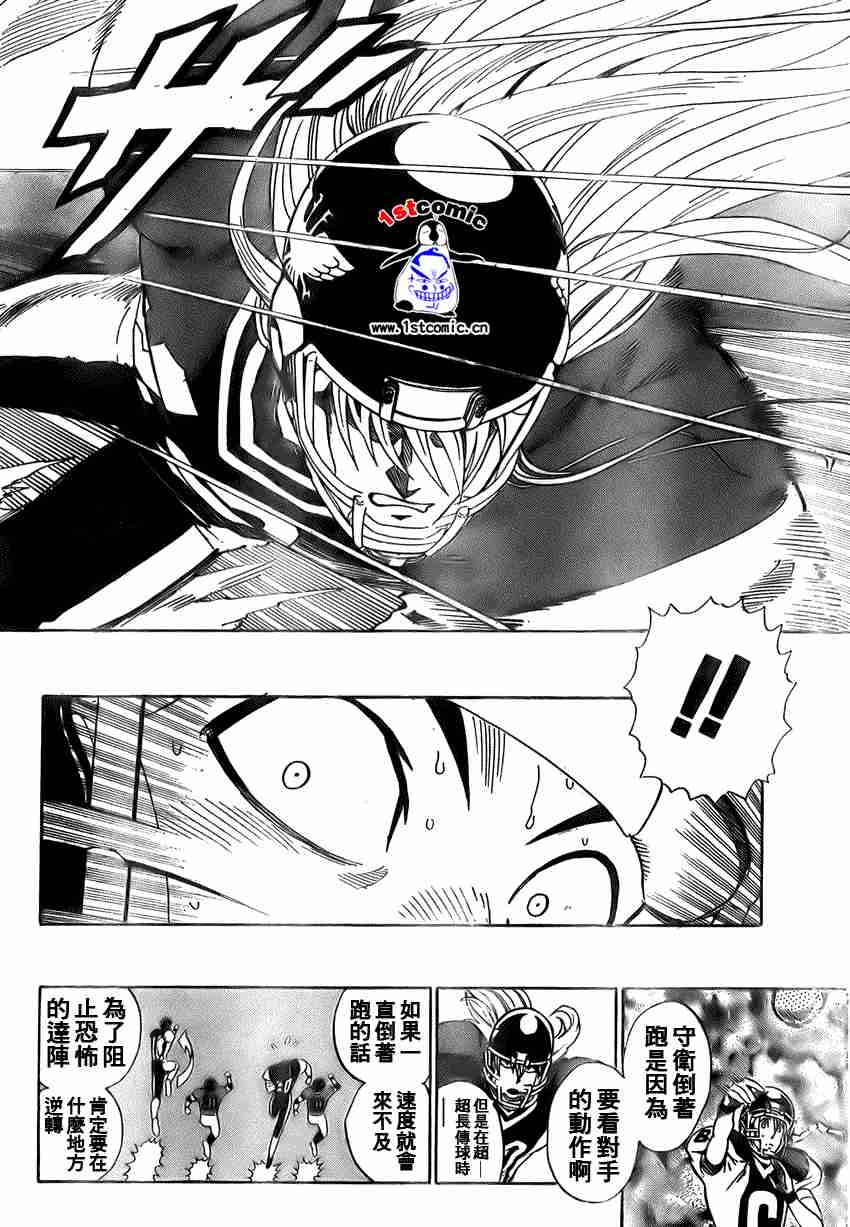 ザン
1stcomic
www.1stcomic.cn
!!
守衛倒著
跑是因為
要看對手
的動作啊
但是在超—
超長傳球時
——
如果一
直倒著
跑的話
速度就會
來不及
為了阻
止恐怖
的達陣
肯定要在
什麼地方
逆轉